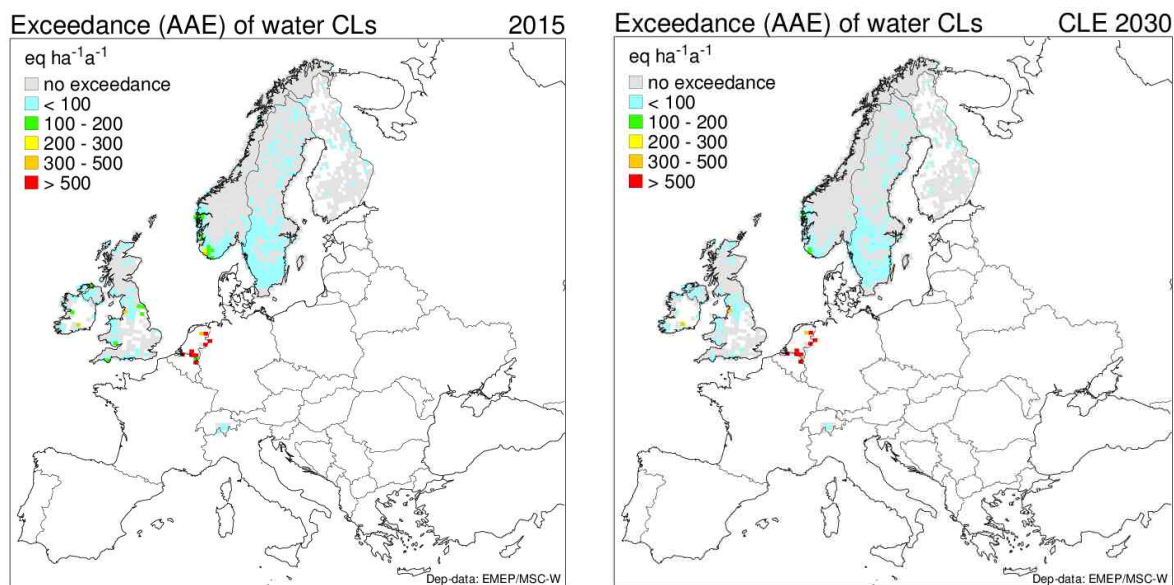 Exceedance (AAE) of water CLs 2015
eq ha⁻¹a⁻¹
no exceedance
< 100
100 - 200
200 - 300
300 - 500
> 500
Dep-data: EMEP/MSC-W
Exceedance (AAE) of water CLs CLE 2030
eq ha⁻¹a⁻¹
no exceedance
< 100
100 - 200
200 - 300
300 - 500
> 500
Dep-data: EMEP/MSC-W